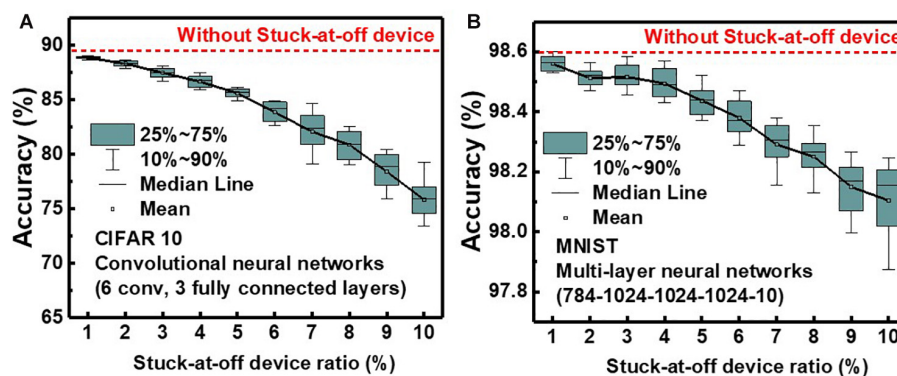 A
Without Stuck-at-off device
90
85
80
75
70
65
Accuracy (%)
25%~75%
10%~90%
Median Line
Mean
CIFAR 10
Convolutional neural networks
(6 conv, 3 fully connected layers)
1 2 3 4 5 6 7 8 9 10
Stuck-at-off device ratio (%)
B
Without Stuck-at-off device
98.6
98.4
98.2
98.0
97.8
Accuracy (%)
25%~75%
10%~90%
Median Line
Mean
MNIST
Multi-layer neural networks
(784-1024-1024-1024-10)
1 2 3 4 5 6 7 8 9 10
Stuck-at-off device ratio (%)